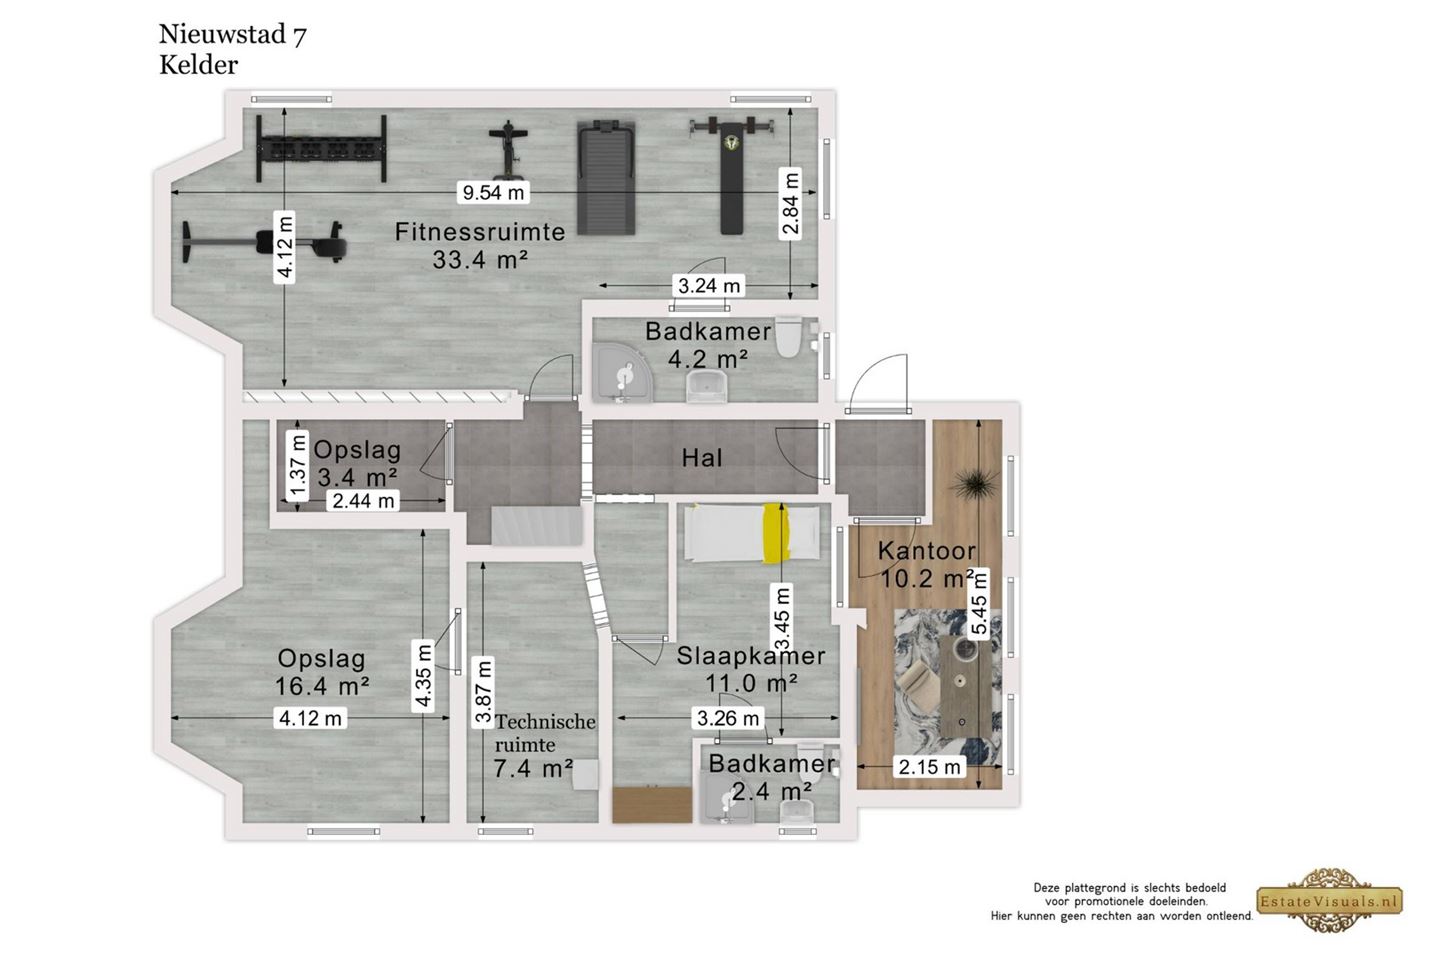 Nieuwstad 7
Kelder
9.54 m
2.84 m
4.12 m
Fitnessruimte
33.4 m²
3.24 m
Badkamer
4.2 m²
1.37 m
Opslag
3.4 m²
2.44 m
Hal
Kantoor
10.2 m²
5.45 m
3.45 m
Opslag
16.4 m²
4.35 m
4.12 m
3.87 m
Technische
ruimte
7.4 m²
Slaapkamer
11.0 m²
3.26 m
Badkamer
2.4 m²
2.15 m
Deze plattegrond is slechts bedoeld
voor promotionele doeleinden.
Hier kunnen geen rechten aan worden ontleend.
EstateVisuals.nl